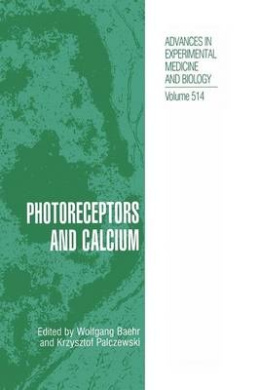 ADVANCES IN
EXPERIMENTAL
MEDICINE
AND BIOLOGY
Volume 514
PHOTORECEPTORS
AND CALCIUM
Edited by Wolfgang Baehr
and Krzysztof Palczewski